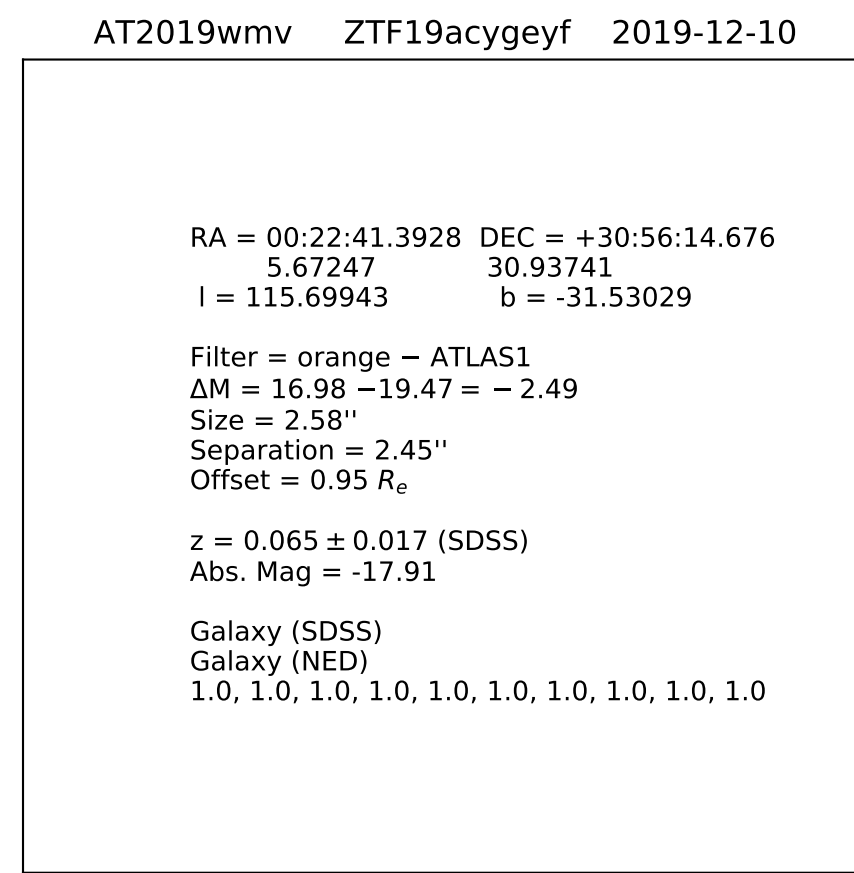 AT2019wmv ZTF19acygeyf 2019-12-10
RA = 00:22:41.3928 DEC = +30:56:14.676
5.67247 30.93741
l = 115.69943 b = -31.53029
Filter = orange − ATLAS1
ΔM = 16.98 −19.47 = − 2.49
Size = 2.58''
Separation = 2.45''
Offset = 0.95 Re
z = 0.065 ± 0.017 (SDSS)
Abs. Mag = -17.91
Galaxy (SDSS)
Galaxy (NED)
1.0, 1.0, 1.0, 1.0, 1.0, 1.0, 1.0, 1.0, 1.0, 1.0